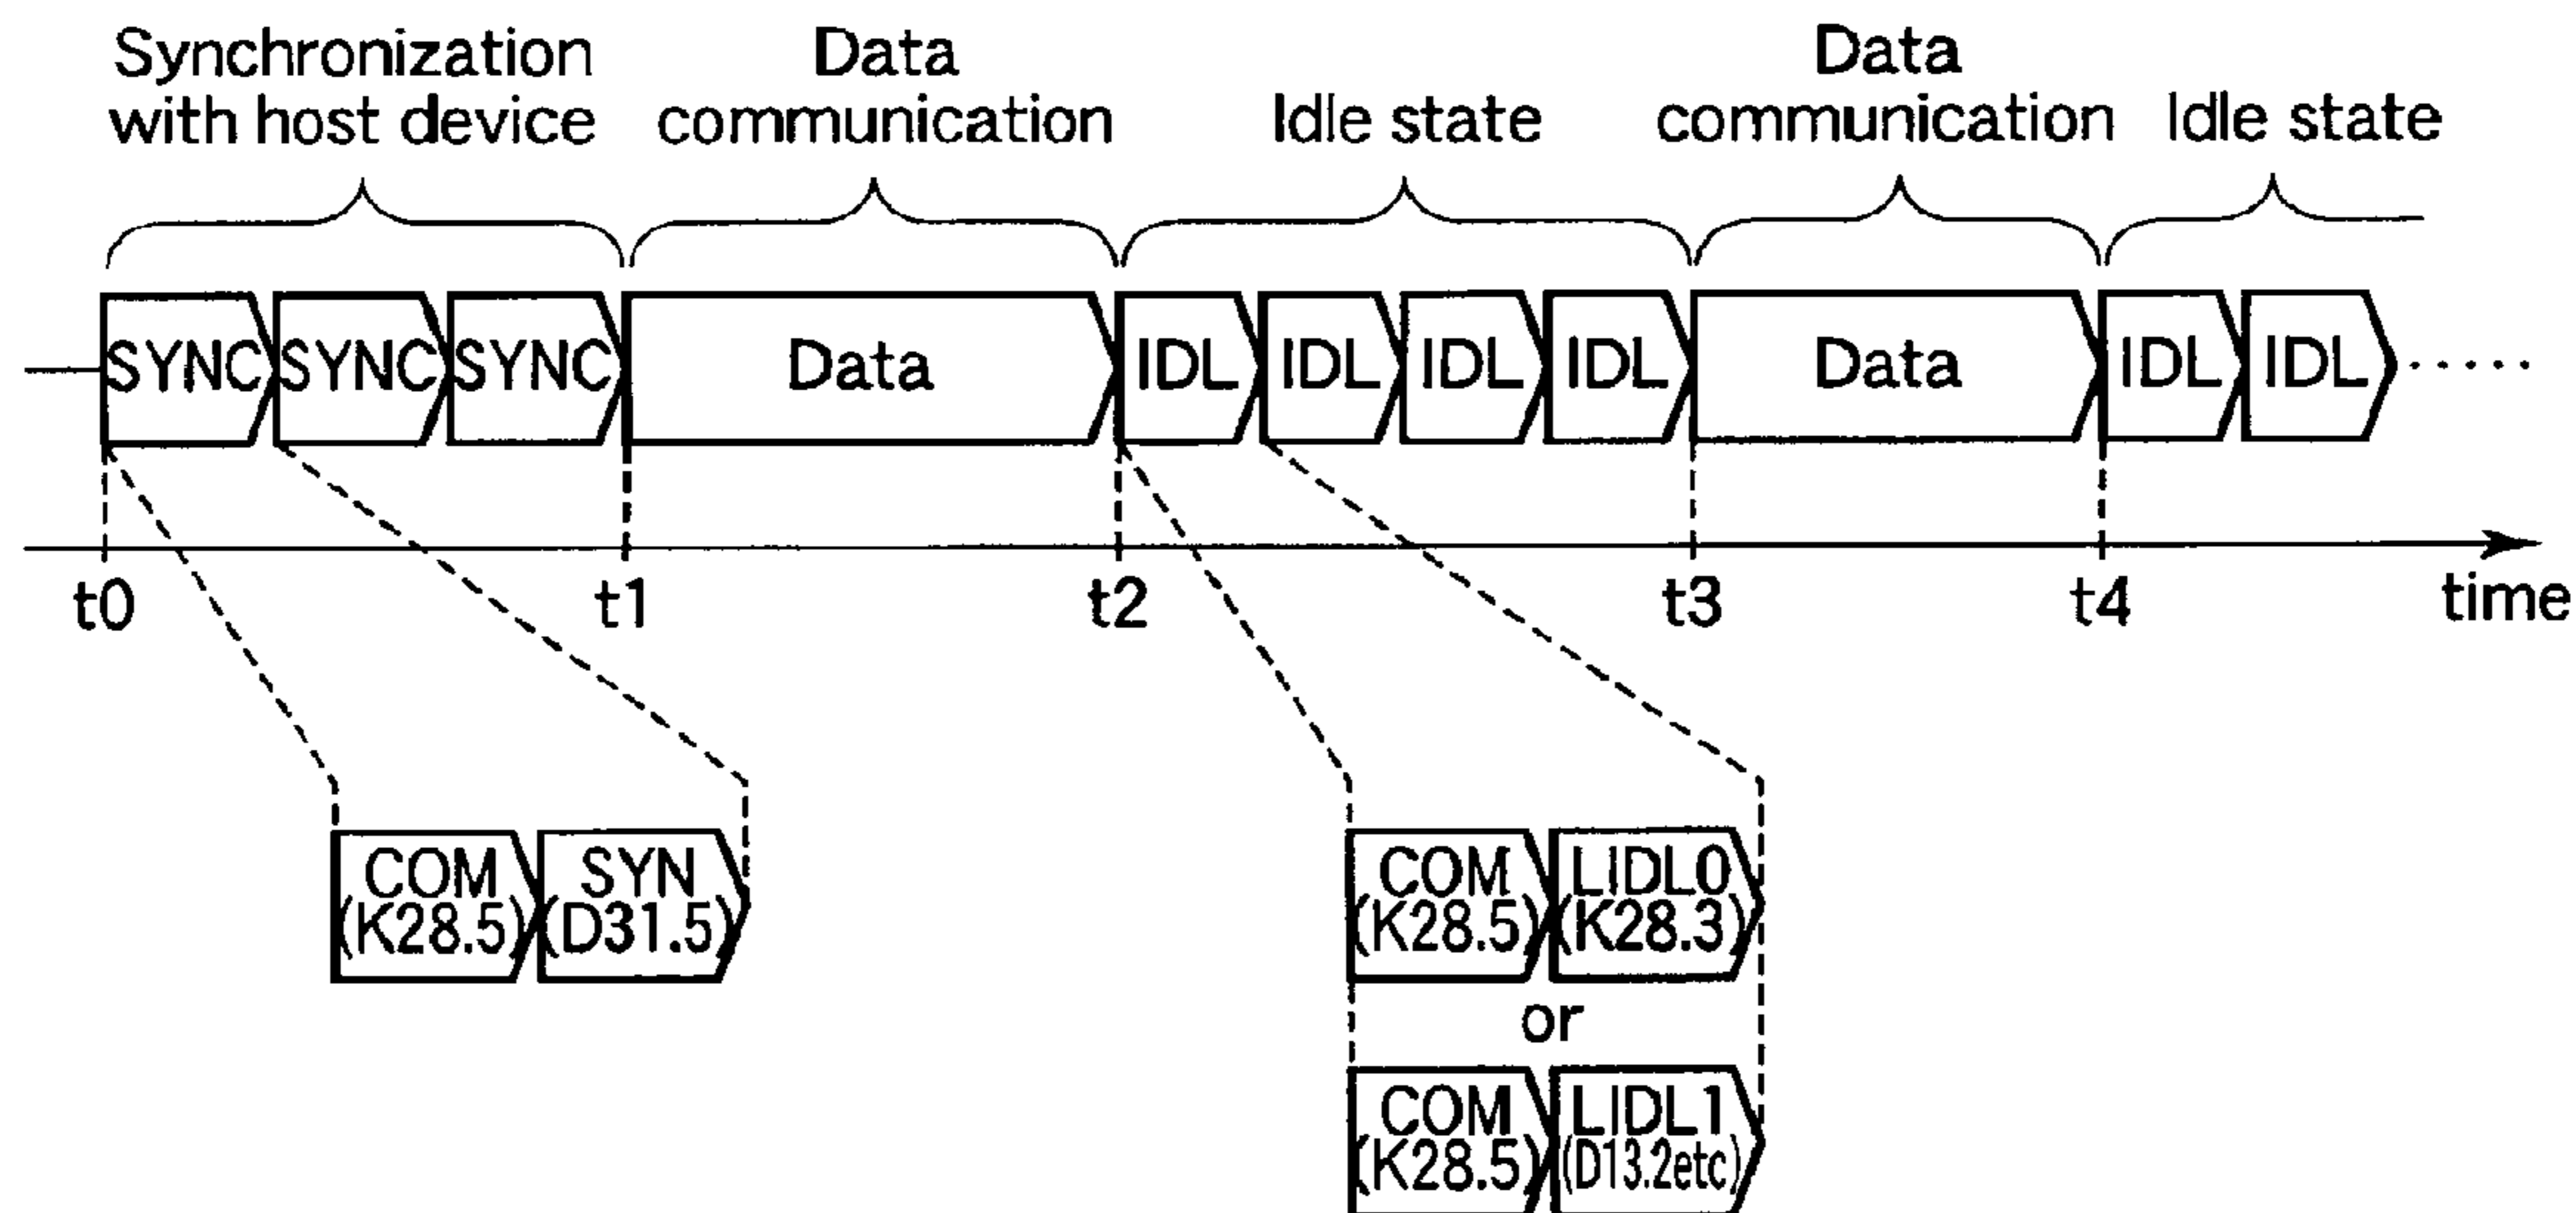 Synchronization
with host device
Data
communication
Idle state
Data
communication
Idle state
SYNC
SYNC
SYNC
Data
IDL
IDL
IDL
IDL
Data
IDL
IDL
t0
t1
t2
t3
t4
time
COM
(K28.5)
SYN
(D31.5)
COM
(K28.5)
LIDL0
(K28.3)
or
COM
(K28.5)
LIDL1
(D13.2etc)